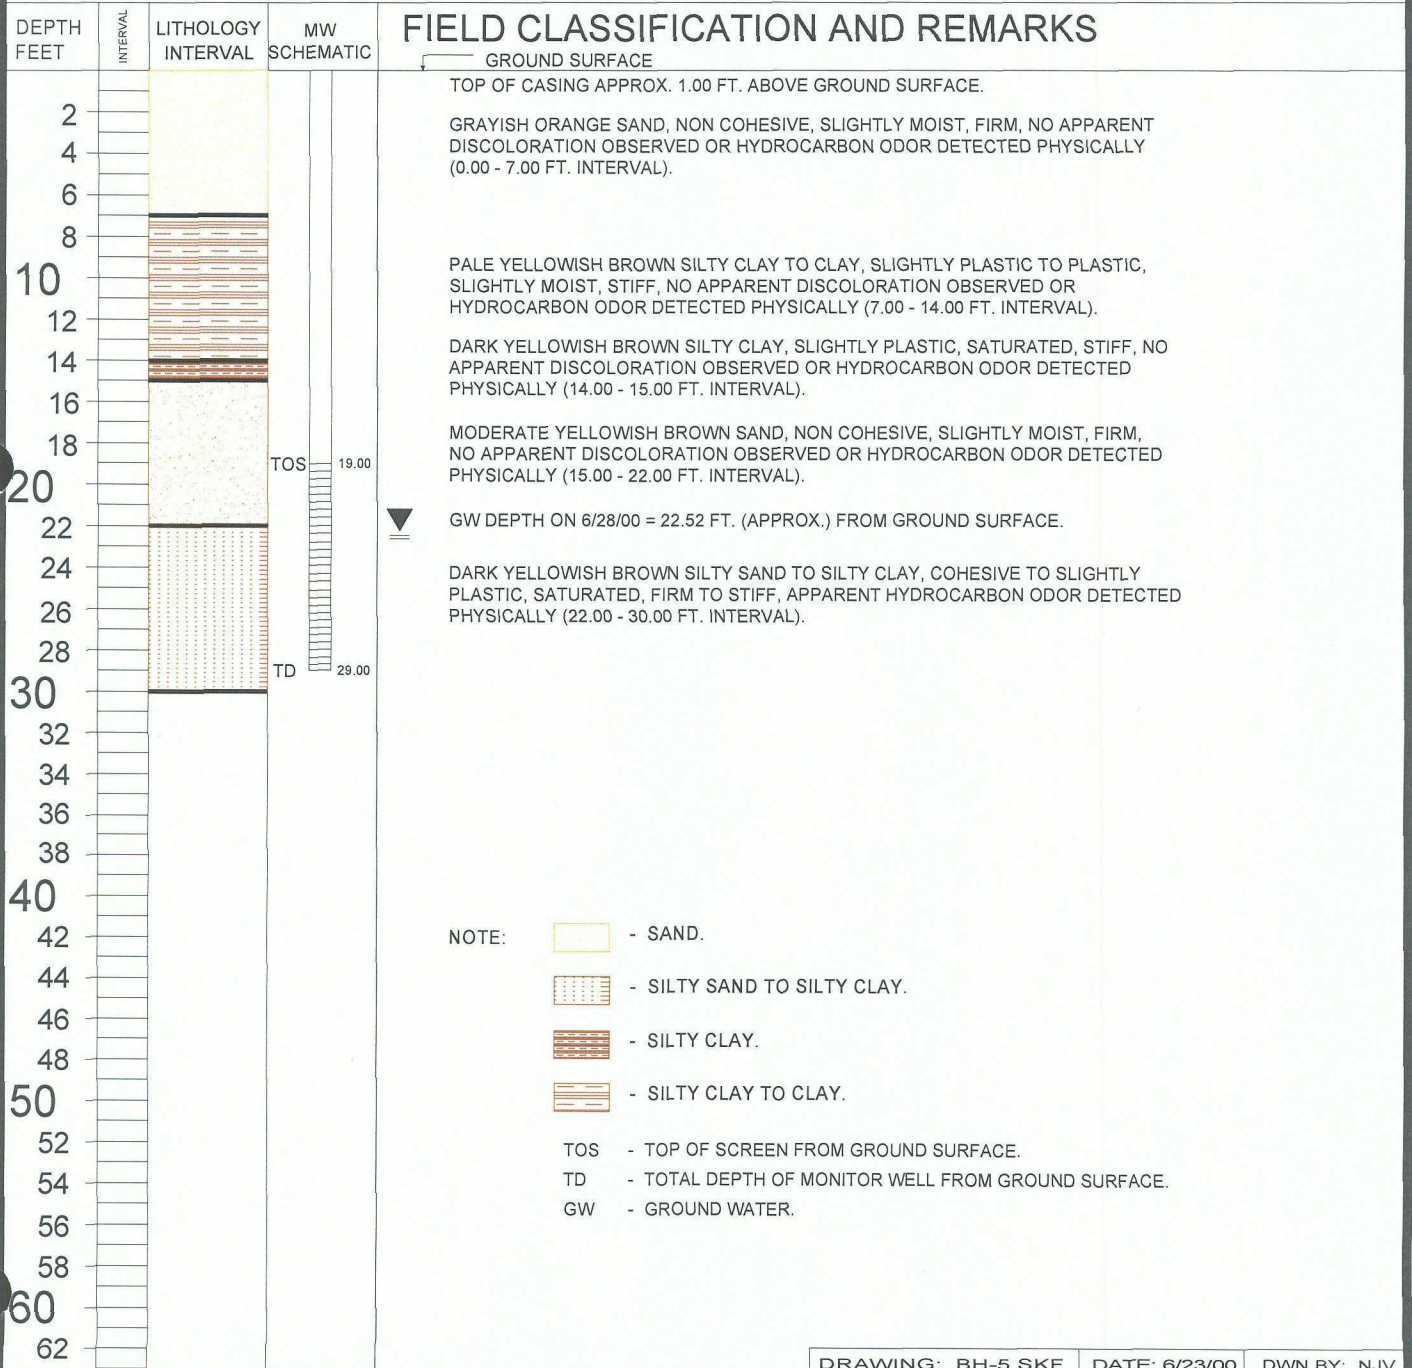 DEPTH
FEET
INTERVAL
LITHOLOGY
INTERVAL
MW
SCHEMATIC
FIELD CLASSIFICATION AND REMARKS
GROUND SURFACE
TOP OF CASING APPROX. 1.00 FT. ABOVE GROUND SURFACE.
GRAYISH ORANGE SAND, NON COHESIVE, SLIGHTLY MOIST, FIRM, NO APPARENT
DISCOLORATION OBSERVED OR HYDROCARBON ODOR DETECTED PHYSICALLY
(0.00 - 7.00 FT. INTERVAL).
PALE YELLOWISH BROWN SILTY CLAY TO CLAY, SLIGHTLY PLASTIC TO PLASTIC,
SLIGHTLY MOIST, STIFF, NO APPARENT DISCOLORATION OBSERVED OR
HYDROCARBON ODOR DETECTED PHYSICALLY (7.00 - 14.00 FT. INTERVAL).
DARK YELLOWISH BROWN SILTY CLAY, SLIGHTLY PLASTIC, SATURATED, STIFF, NO
APPARENT DISCOLORATION OBSERVED OR HYDROCARBON ODOR DETECTED
PHYSICALLY (14.00 - 15.00 FT. INTERVAL).
MODERATE YELLOWISH BROWN SAND, NON COHESIVE, SLIGHTLY MOIST, FIRM,
NO APPARENT DISCOLORATION OBSERVED OR HYDROCARBON ODOR DETECTED
PHYSICALLY (15.00 - 22.00 FT. INTERVAL).
GW DEPTH ON 6/28/00 = 22.52 FT. (APPROX.) FROM GROUND SURFACE.
DARK YELLOWISH BROWN SILTY SAND TO SILTY CLAY, COHESIVE TO SLIGHTLY
PLASTIC, SATURATED, FIRM TO STIFF, APPARENT HYDROCARBON ODOR DETECTED
PHYSICALLY (22.00 - 30.00 FT. INTERVAL).
2
4
6
8
10
12
14
16
18
20
22
24
26
28
30
32
34
36
38
40
42
44
46
48
50
52
54
56
58
60
62
TOS 19.00
TD 29.00
NOTE: - SAND.
- SILTY SAND TO SILTY CLAY.
- SILTY CLAY.
- SILTY CLAY TO CLAY.
TOS - TOP OF SCREEN FROM GROUND SURFACE.
TD - TOTAL DEPTH OF MONITOR WELL FROM GROUND SURFACE.
GW - GROUND WATER.
DRAWING: BH-5.SKF DATE: 6/23/00 DWN BY: NJV